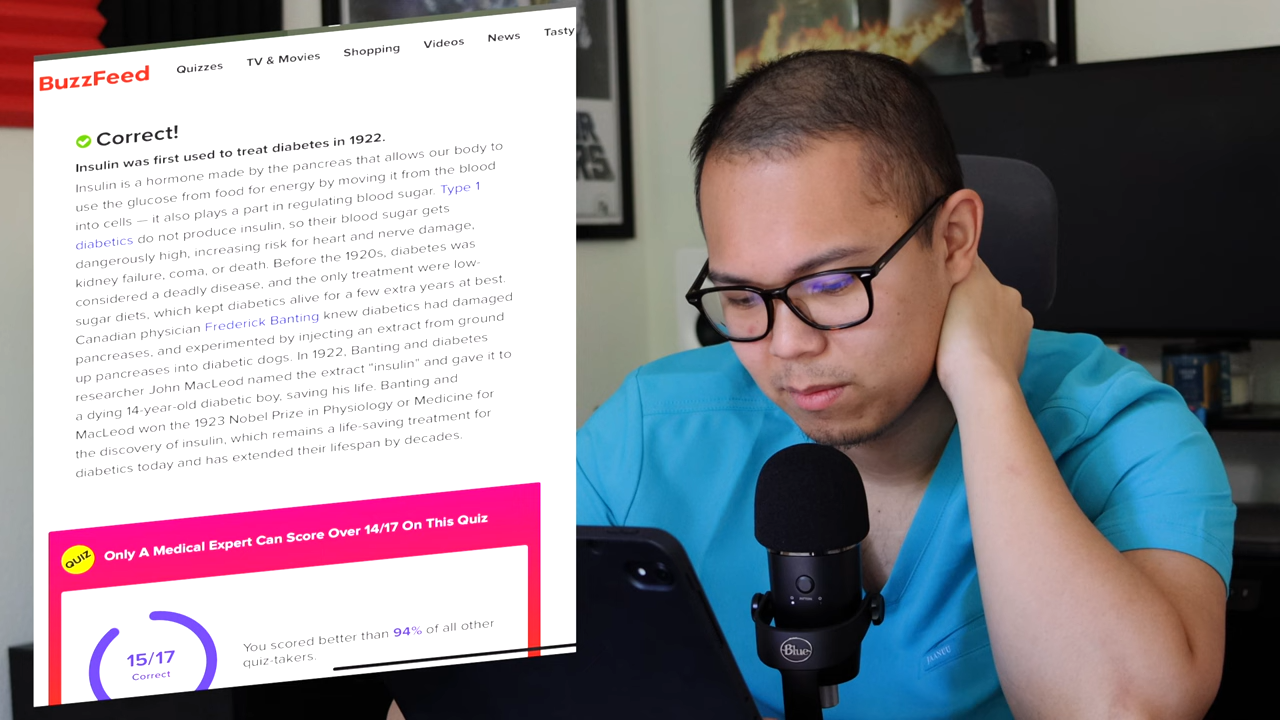 BuzzFeed Quizzes TV & Movies Shopping Videos News Tasty
Correct!
Insulin was first used to treat diabetes in 1922.
Insulin is a hormone made by the pancreas that allows our body to
use the glucose from food for energy by moving it from the blood
into cells — it also plays a part in regulating blood sugar. Type 1
diabetics do not produce insulin, so their blood sugar gets
dangerously high, increasing risk for heart and nerve damage,
kidney failure, coma, or death. Before the 1920s, diabetes was
considered a deadly disease, and the only treatment were low-
sugar diets, which kept diabetics alive for a few extra years at best.
Canadian physician Frederick Banting knew diabetics had damaged
pancreases, and experimented by injecting an extract from ground
up pancreases into diabetic dogs. In 1922, Banting and diabetes
researcher John MacLeod named the extract "insulin" and gave it to
a dying 14-year-old diabetic boy, saving his life. Banting and
MacLeod won the 1923 Nobel Prize in Physiology or Medicine for
the discovery of insulin, which remains a life-saving treatment for
diabetics today and has extended their lifespan by decades.
QUIZ Only A Medical Expert Can Score Over 14/17 On This Quiz
15/17
Correct
You scored better than 94% of all other
quiz-takers.
Blue